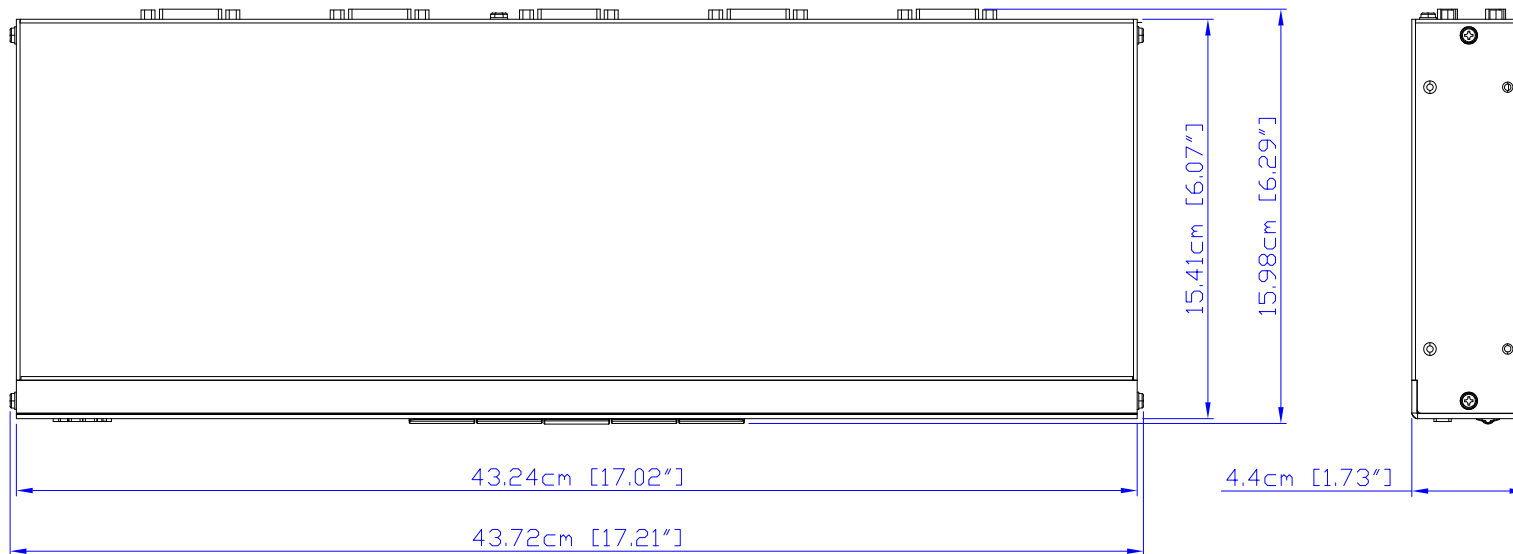 15.41cm [6.07"]
15.98cm [6.29"]
43.24cm [17.02"]
4.4cm [1.73"]
43.72cm [17.21"]